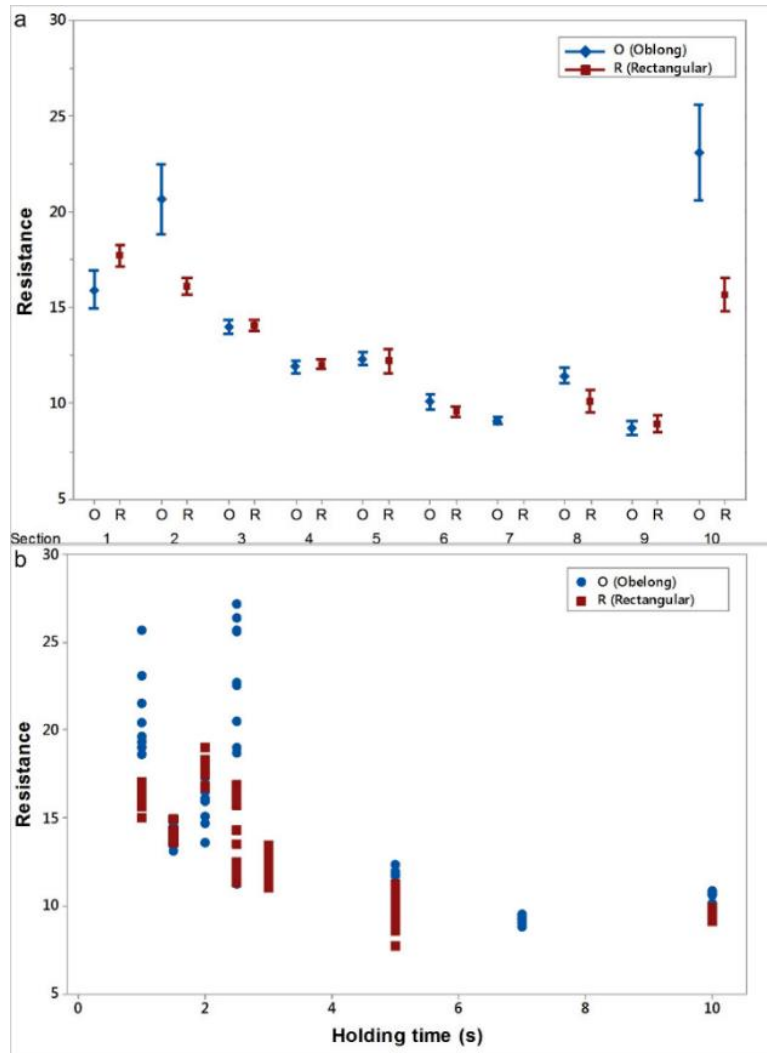 a
30
25
20
15
10
5
Resistance
O (Oblong)
R (Rectangular)
O R O R O R O R O R O R O R O R O R O R
Section 1 2 3 4 5 6 7 8 9 10
b
30
25
20
15
10
5
Resistance
O (Obelong)
R (Rectangular)
0 2 4 6 8 10
Holding time (s)